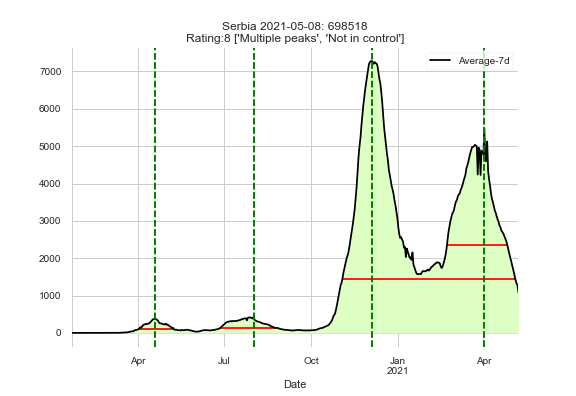 Serbia 2021-05-08: 698518
Rating:8 ['Multiple peaks', 'Not in control']
Average-7d
7000
6000
5000
4000
3000
2000
1000
0
Apr
Jul
Oct
Jan
2021
Apr
Date